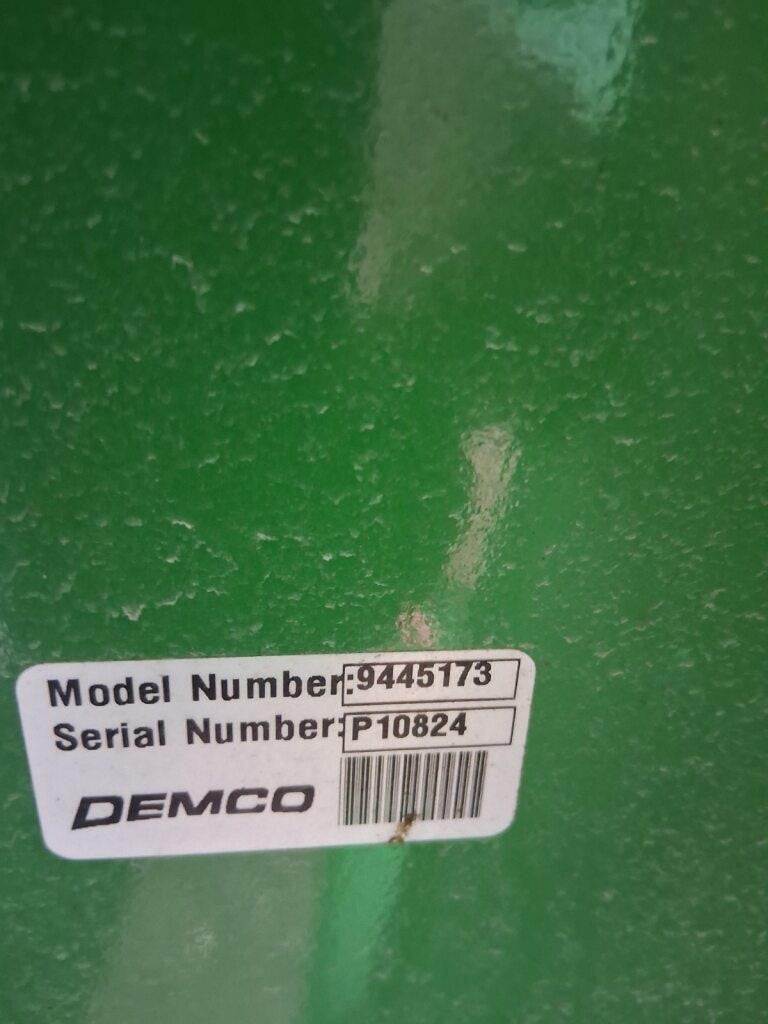 Model Number:9445173
Serial Number:P10824
DEMCO